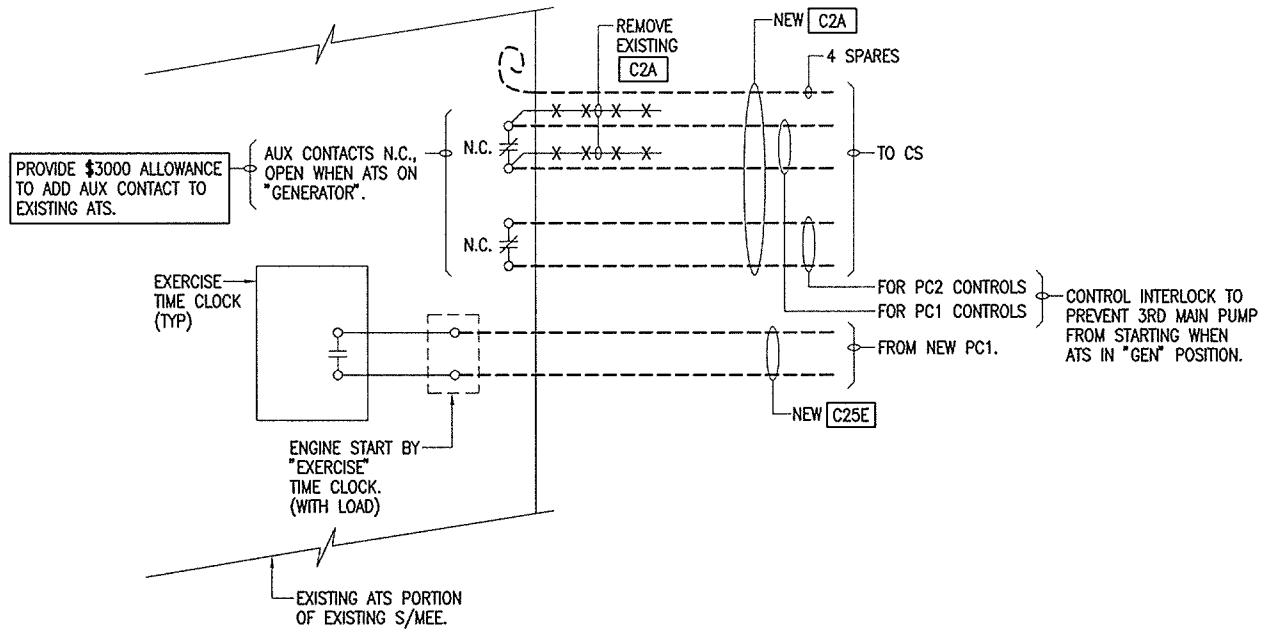 REMOVE
EXISTING
C2A
NEW C2A
4 SPARES
N.C.
TO CS
PROVIDE $3000 ALLOWANCE
TO ADD AUX CONTACT TO
EXISTING ATS.
AUX CONTACTS N.C.,
OPEN WHEN ATS ON
"GENERATOR".
N.C.
EXERCISE
TIME CLOCK
(TYP)
FOR PC2 CONTROLS
FOR PC1 CONTROLS
CONTROL INTERLOCK TO
PREVENT 3RD MAIN PUMP
FROM STARTING WHEN
ATS IN "GEN" POSITION.
FROM NEW PC1.
NEW C25E
ENGINE START BY
"EXERCISE"
TIME CLOCK.
(WITH LOAD)
EXISTING ATS PORTION
OF EXISTING S/MEE.